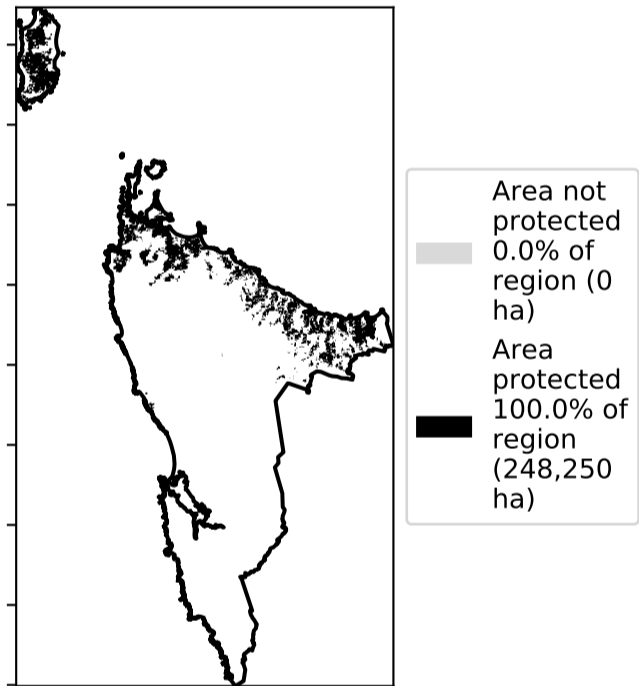 Area not
protected
0.0% of
region (0
ha)
Area
protected
100.0% of
region
(248,250
ha)